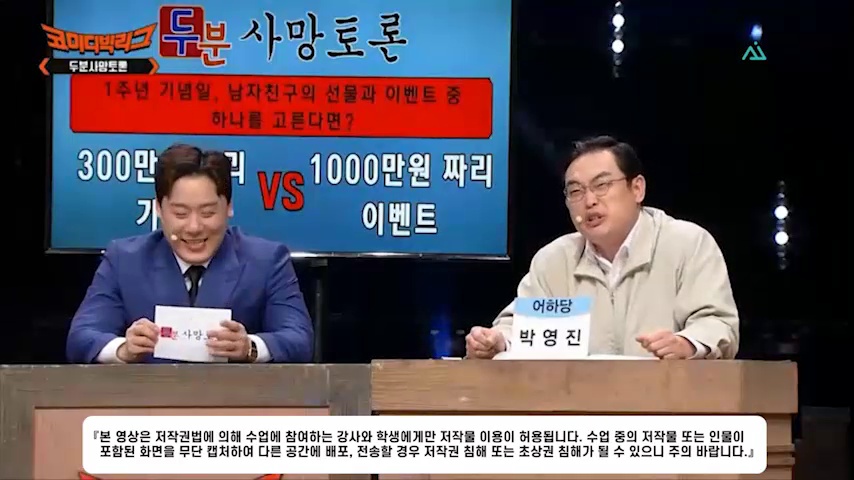 코미디빅리그
두분사망토론
두분 사망토론
1주년 기념일, 남자친구의 선물과 이벤트 중
하나를 고른다면?
300만 리 VS 1000만원 짜리
기 이벤트
어하당
박영진
두분 사망토론
『본 영상은 저작권법에 의해 수업에 참여하는 강사와 학생에게만 저작물 이용이 허용됩니다. 수업 중의 저작물 또는 인물이
포함된 화면을 무단 캡처하여 다른 공간에 배포, 전송할 경우 저작권 침해 또는 초상권 침해가 될 수 있으니 주의 바랍니다.』